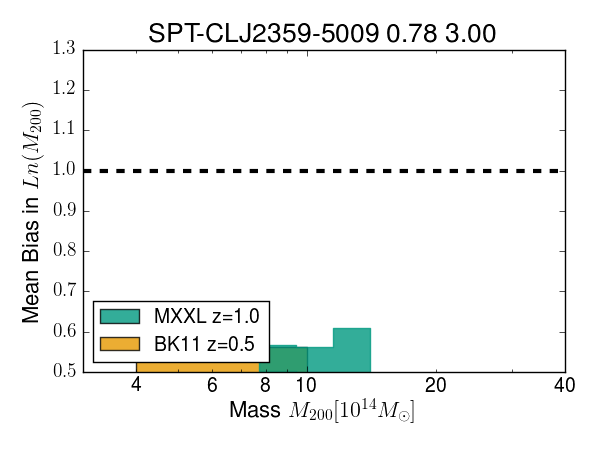 SPT-CLJ2359-5009 0.78 3.00
1.3
1.2
1.1
1.0
0.9
0.8
0.7
0.6
0.5
Mean Bias in Ln(M200)
MXXL z=1.0
BK11 z=0.5
4 6 8 10 20 40
Mass M200[10^14M⊙]